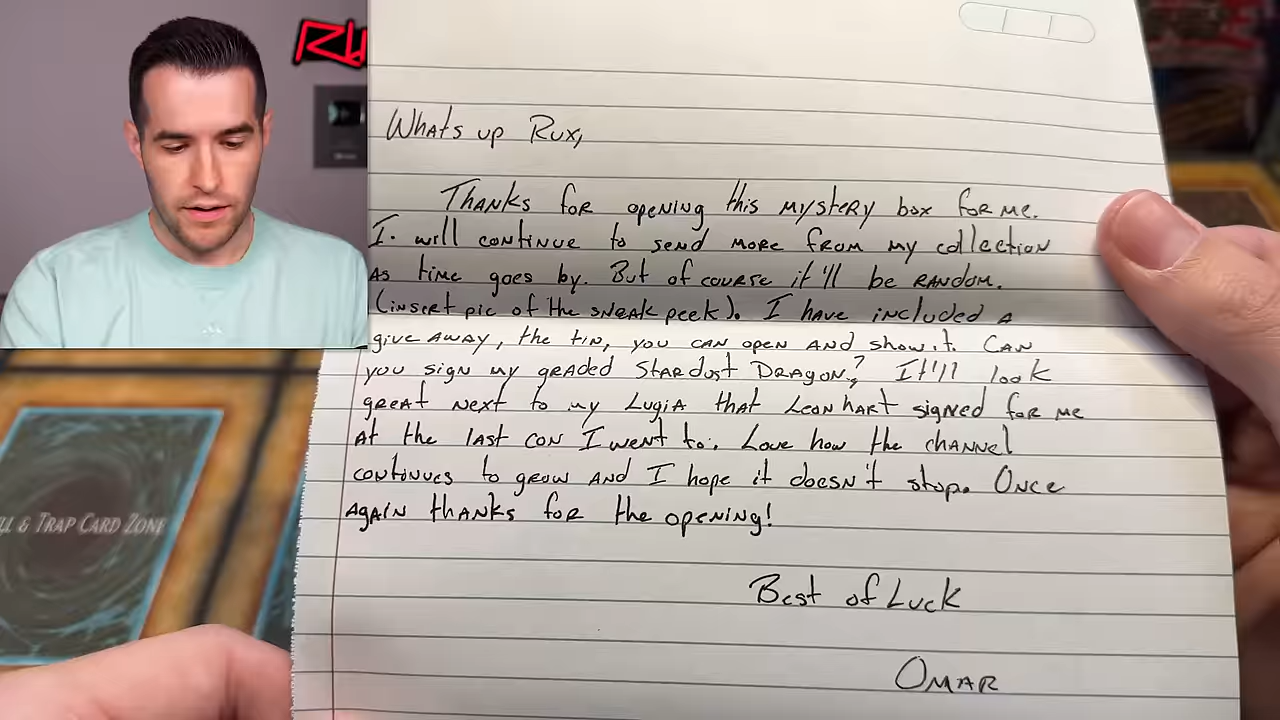 RU
Whats up Rux,
Thanks for opening this mystery box for me.
I. will continue to send more from my collection
As time goes by. But of course it'll be random.
(insert pic of the sneak peek). I have included a
give away, the tin, you can open and show it. Can
you sign my graded Stardust Dragon? It'll look
great next to my Lugia that Leonhart signed for me
at the last con I went to. Love how the channel
continues to grow and I hope it doesn't stop. Once
again thanks for the opening!
Best of Luck
Omar
LL & TRAP CARD ZONE